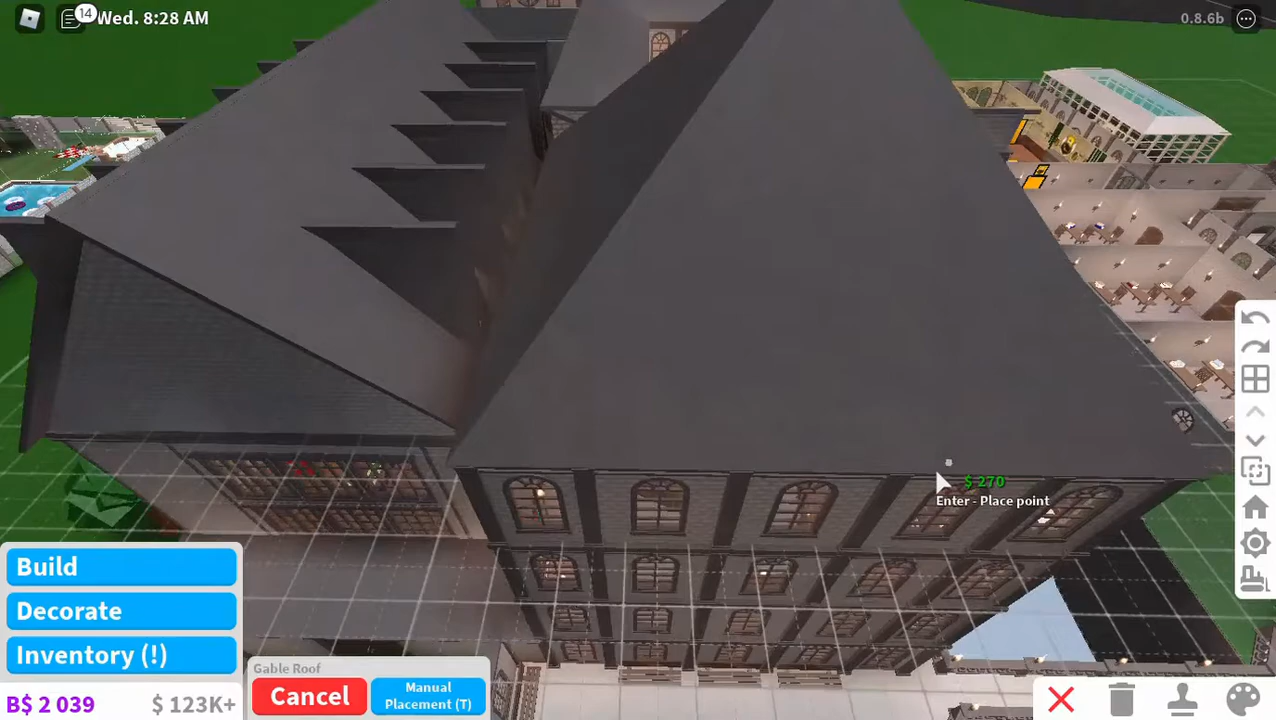 14
Wed. 8:28 AM
0.8.6b
$ 270
Enter - Place point
Build
Decorate
Inventory (!)
B$ 2 039
$ 123K+
Gable Roof
Cancel
Manual
Placement (T)